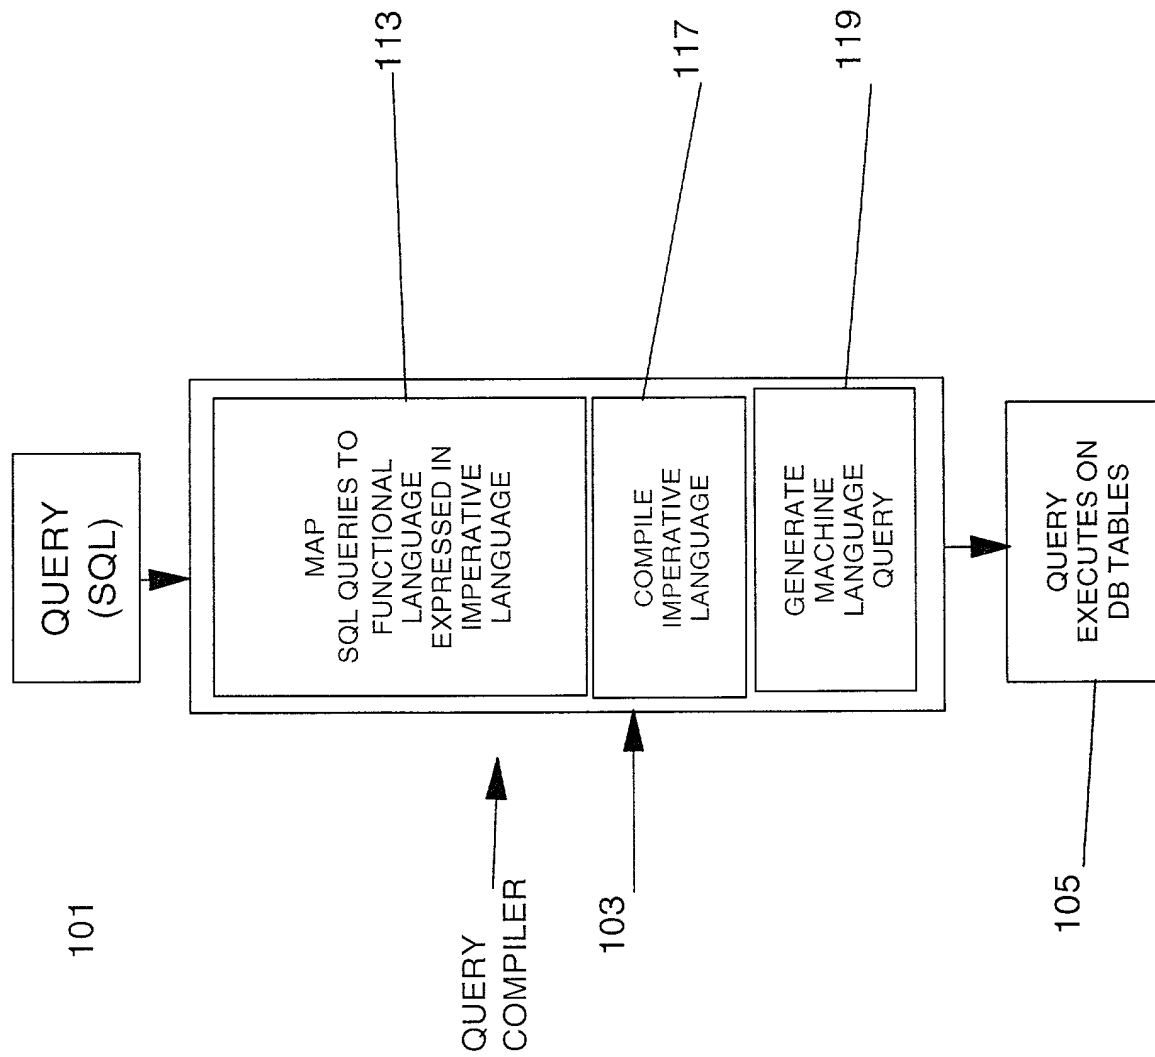 101
QUERY
(SQL)
QUERY
COMPILER
103
MAP
SQL QUERIES TO
FUNCTIONAL
LANGUAGE
EXPRESSED IN
IMPERATIVE
LANGUAGE
113
COMPILE
IMPERATIVE
LANGUAGE
117
GENERATE
MACHINE
LANGUAGE
QUERY
119
QUERY
EXECUTES ON
DB TABLES
105